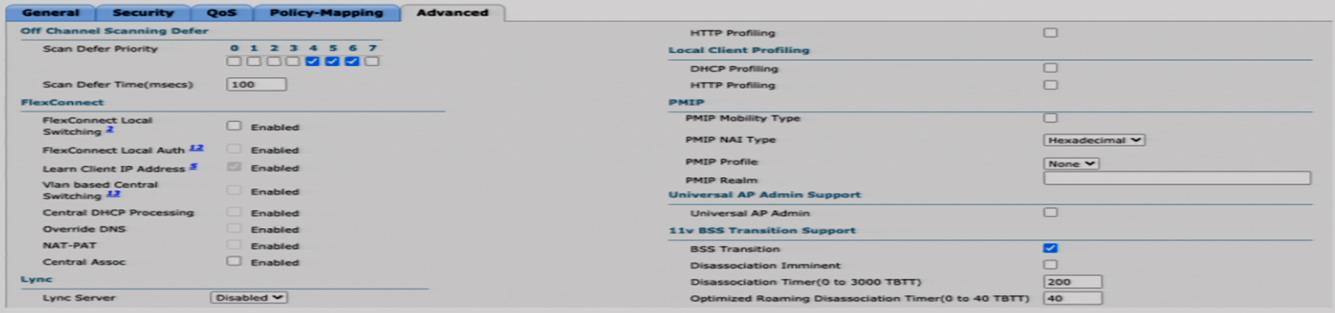 General Security QoS Policy-Mapping Advanced
Off Channel Scanning Defer
Scan Defer Priority 0 1 2 3 4 5 6 7
Scan Defer Time(msecs) 100
FlexConnect
FlexConnect Local
Switching 2 Enabled
FlexConnect Local Auth 12 Enabled
Learn Client IP Address 5 Enabled
Vlan based Central
Switching 13 Enabled
Central DHCP Processing Enabled
Override DNS Enabled
NAT-PAT Enabled
Central Assoc Enabled
Lync
Lync Server Disabled
HTTP Profiling
Local Client Profiling
DHCP Profiling
HTTP Profiling
PMIP
PMIP Mobility Type
PMIP NAI Type Hexadecimal
PMIP Profile None
PMIP Realm
Universal AP Admin Support
Universal AP Admin
11v BSS Transition Support
BSS Transition
Disassociation Imminent
Disassociation Timer(0 to 3000 TBTT) 200
Optimized Roaming Disassociation Timer(0 to 40 TBTT) 40